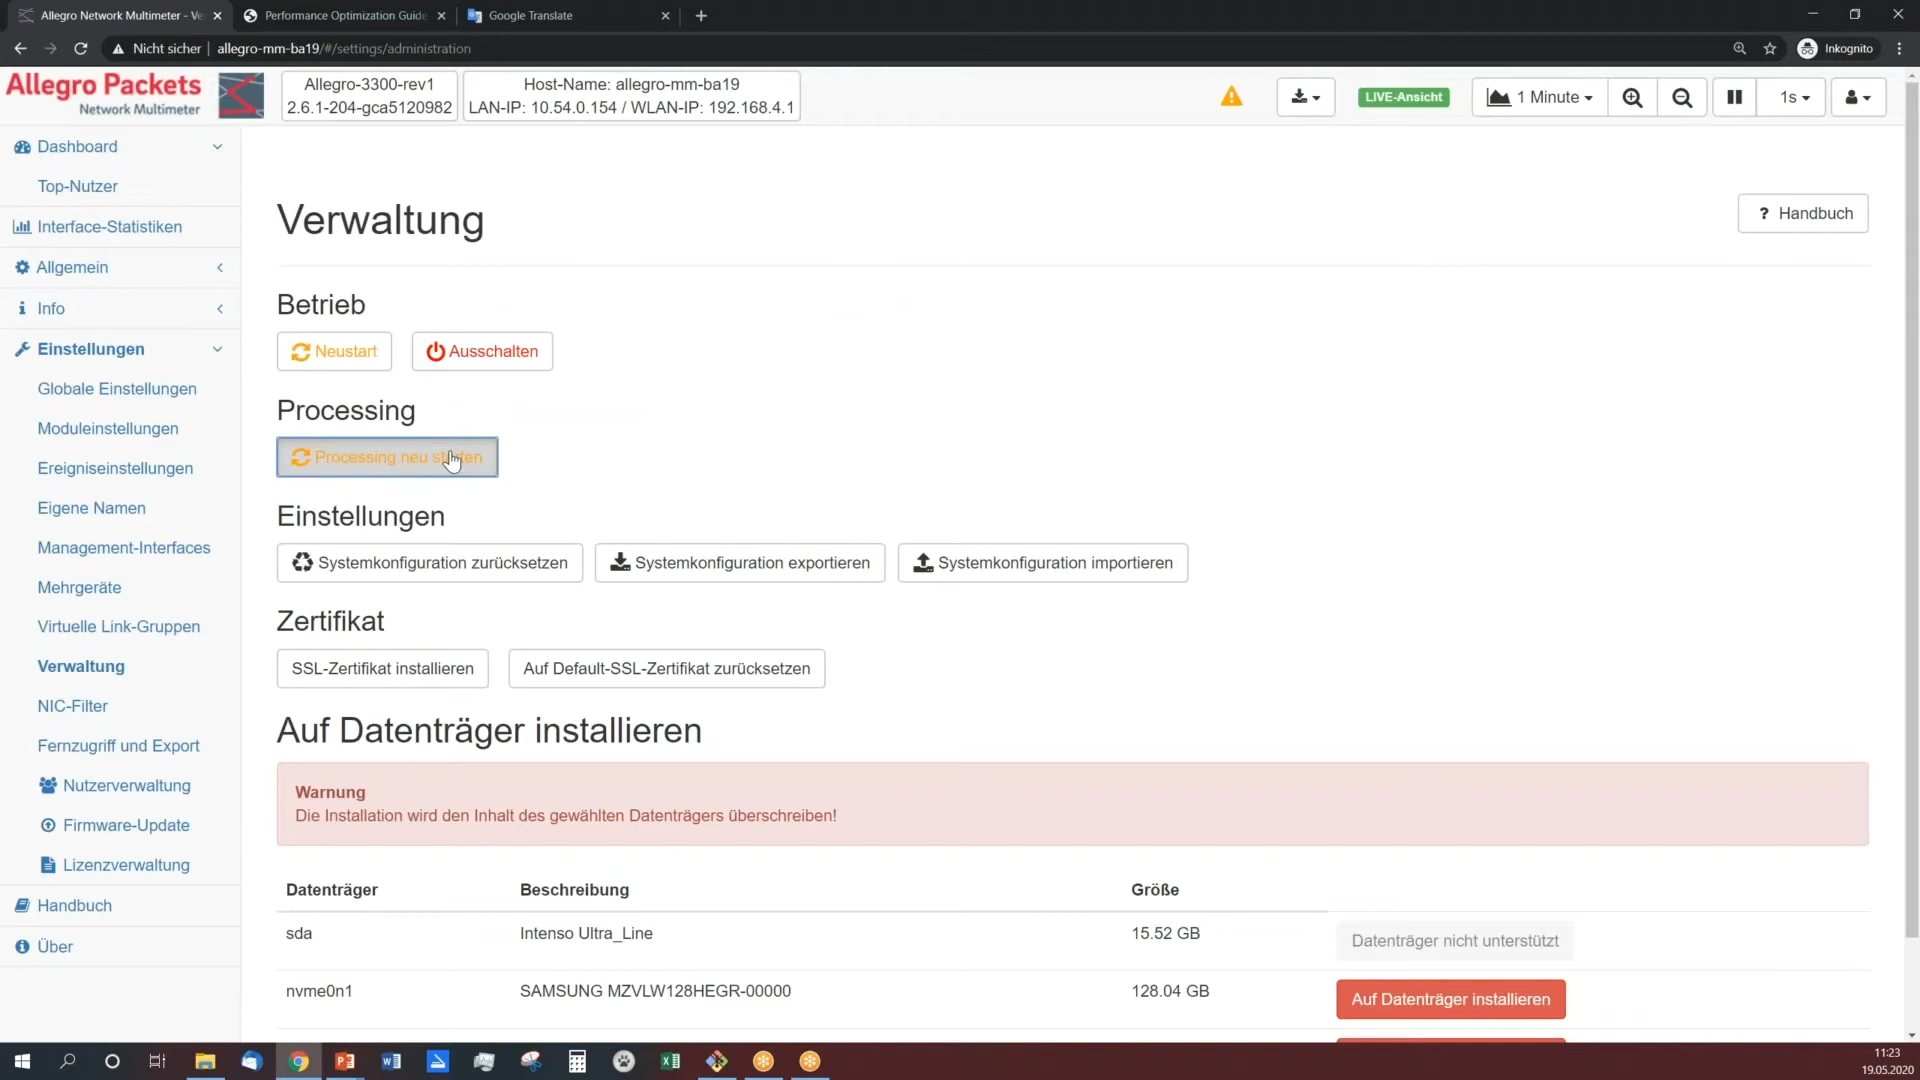 Allegro Network Multimeter - Ve
Performance Optimization Guide
Google Translate
Nicht sicher | allegro-mm-ba19/#/settings/administration
Inkognito
Allegro Packets
Network Multimeter
Allegro-3300-rev1
2.6.1-204-gca5120982
Host-Name: allegro-mm-ba19
LAN-IP: 10.54.0.154 / WLAN-IP: 192.168.4.1
LIVE-Ansicht
1 Minute
1s
Dashboard
Top-Nutzer
Interface-Statistiken
Allgemein
Info
Einstellungen
Globale Einstellungen
Moduleinstellungen
Ereigniseinstellungen
Eigene Namen
Management-Interfaces
Mehrgeräte
Virtuelle Link-Gruppen
Verwaltung
NIC-Filter
Fernzugriff und Export
Nutzerverwaltung
Firmware-Update
Lizenzverwaltung
Handbuch
Über
Verwaltung
? Handbuch
Betrieb
Neustart
Ausschalten
Processing
Processing neu starten
Einstellungen
Systemkonfiguration zurücksetzen
Systemkonfiguration exportieren
Systemkonfiguration importieren
Zertifikat
SSL-Zertifikat installieren
Auf Default-SSL-Zertifikat zurücksetzen
Auf Datenträger installieren
Warnung
Die Installation wird den Inhalt des gewählten Datenträgers überschreiben!
Datenträger Beschreibung Größe
sda Intenso Ultra_Line 15.52 GB Datenträger nicht unterstützt
nvme0n1 SAMSUNG MZVLW128HEGR-00000 128.04 GB Auf Datenträger installieren
11:23
19.05.2020